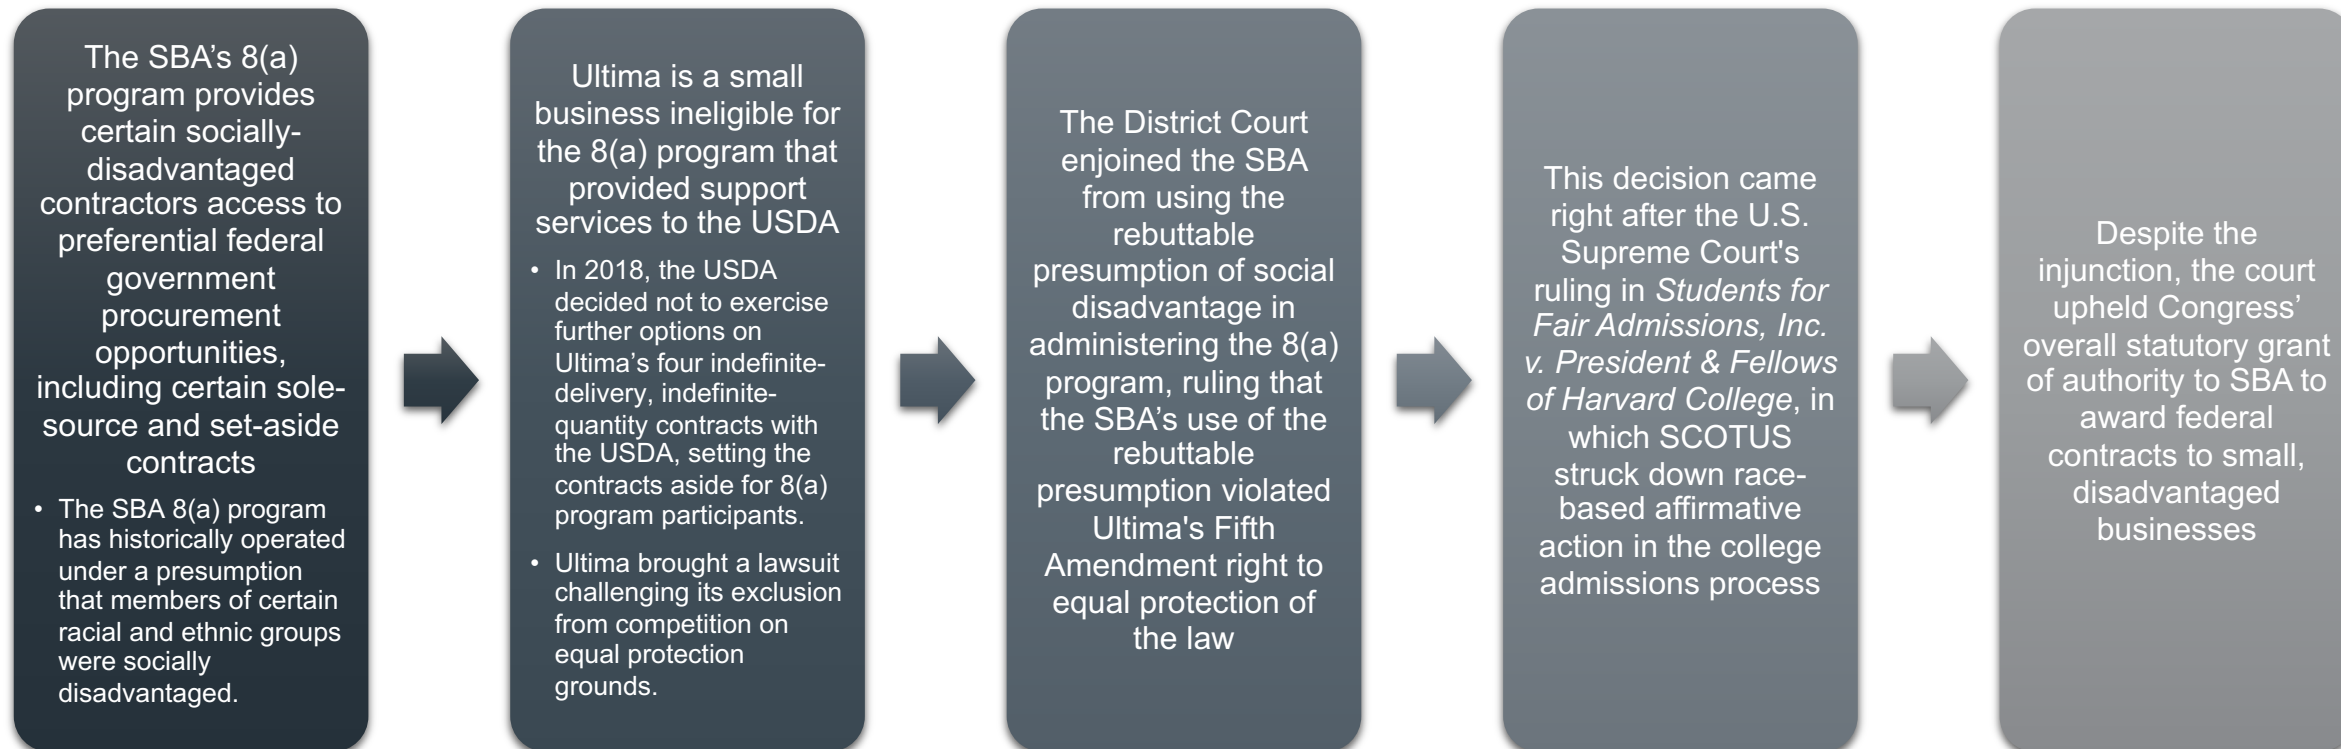 The SBA’s 8(a)
program provides
certain socially-
disadvantaged
contractors access to
preferential federal
government
procurement
opportunities,
including certain sole-
source and set-aside
contracts
• The SBA 8(a) program
has historically operated
under a presumption
that members of certain
racial and ethnic groups
were socially
disadvantaged.
Ultima is a small
business ineligible for
the 8(a) program that
provided support
services to the USDA
• In 2018, the USDA
decided not to exercise
further options on
Ultima’s four indefinite-
delivery, indefinite-
quantity contracts with
the USDA, setting the
contracts aside for 8(a)
program participants.
• Ultima brought a lawsuit
challenging its exclusion
from competition on
equal protection
grounds.
The District Court
enjoined the SBA
from using the
rebuttable
presumption of social
disadvantage in
administering the 8(a)
program, ruling that
the SBA’s use of the
rebuttable
presumption violated
Ultima's Fifth
Amendment right to
equal protection of
the law
This decision came
right after the U.S.
Supreme Court's
ruling in Students for
Fair Admissions, Inc.
v. President & Fellows
of Harvard College, in
which SCOTUS
struck down race-
based affirmative
action in the college
admissions process
Despite the
injunction, the court
upheld Congress’
overall statutory grant
of authority to SBA to
award federal
contracts to small,
disadvantaged
businesses